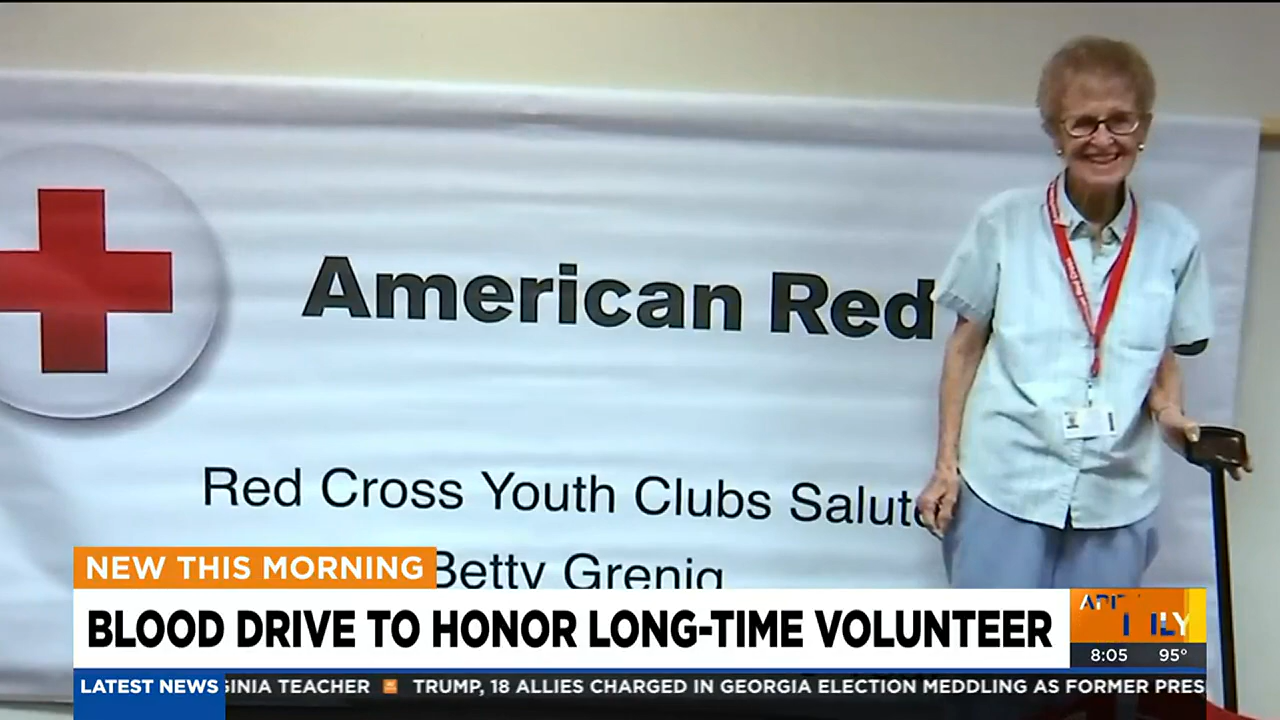 American Red
Red Cross Youth Clubs Salute
Betty Grenig
NEW THIS MORNING
BLOOD DRIVE TO HONOR LONG-TIME VOLUNTEER
8:05 95°
LATEST NEWS TEACHER TRUMP, 18 ALLIES CHARGED IN GEORGIA ELECTION MEDDLING AS FORMER PRES